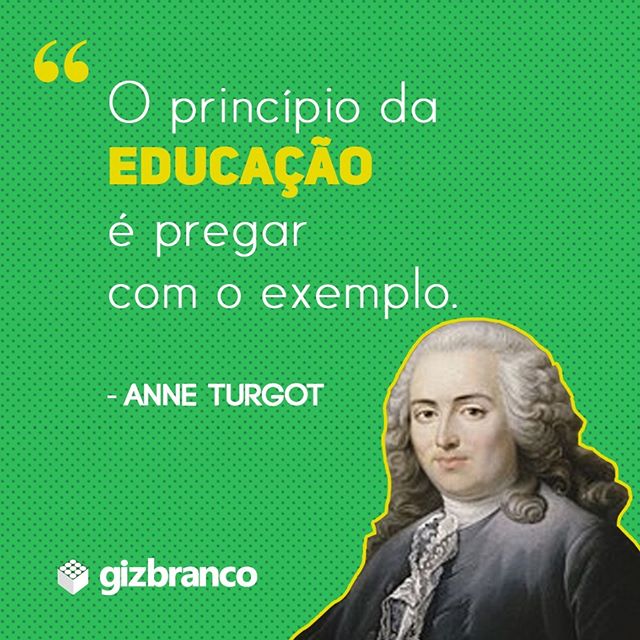 “
O princípio da
EDUCAÇÃO
é pregar
com o exemplo.
- ANNE TURGOT
gizbranco